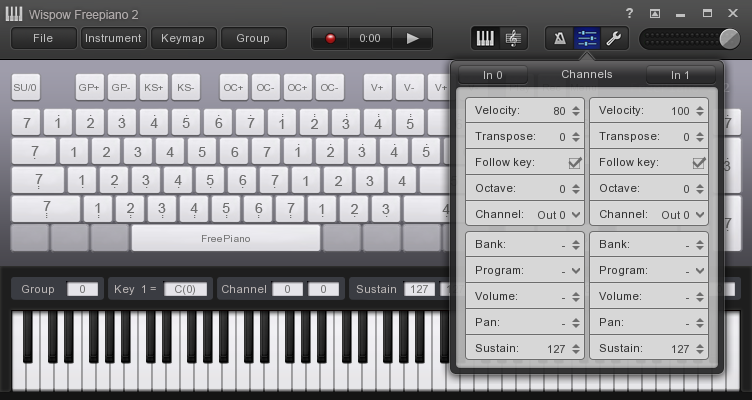 Wispow Freepiano 2
File Instrument Keymap Group 0:00
In 0 Channels In 1
SU/0 GP+ GP- KS+ KS- OC+ OC- OC+ OC- V+ V- V+
Velocity: 80 Velocity: 100
7 1 2 3 4 5 6 7 1 2 3 4 5 7
Transpose: 0 Transpose: 0
7 1 2 3 4 5 6 7 1 2 3 4 5
Follow key: Follow key:
7 1 2 3 4 5 6 7 1 2 3 4
Octave: 0 Octave: 0
7 1 2 3 4 5 6 7 1 2 3
Channel: Out 0 Channel: Out 0
FreePiano
Bank: - Bank: -
Program: - Program: -
Group 0 Key 1 = C(0) Channel 0 0 Sustain 127
Volume: - Volume: -
Pan: - Pan: -
Sustain: 127 Sustain: 127